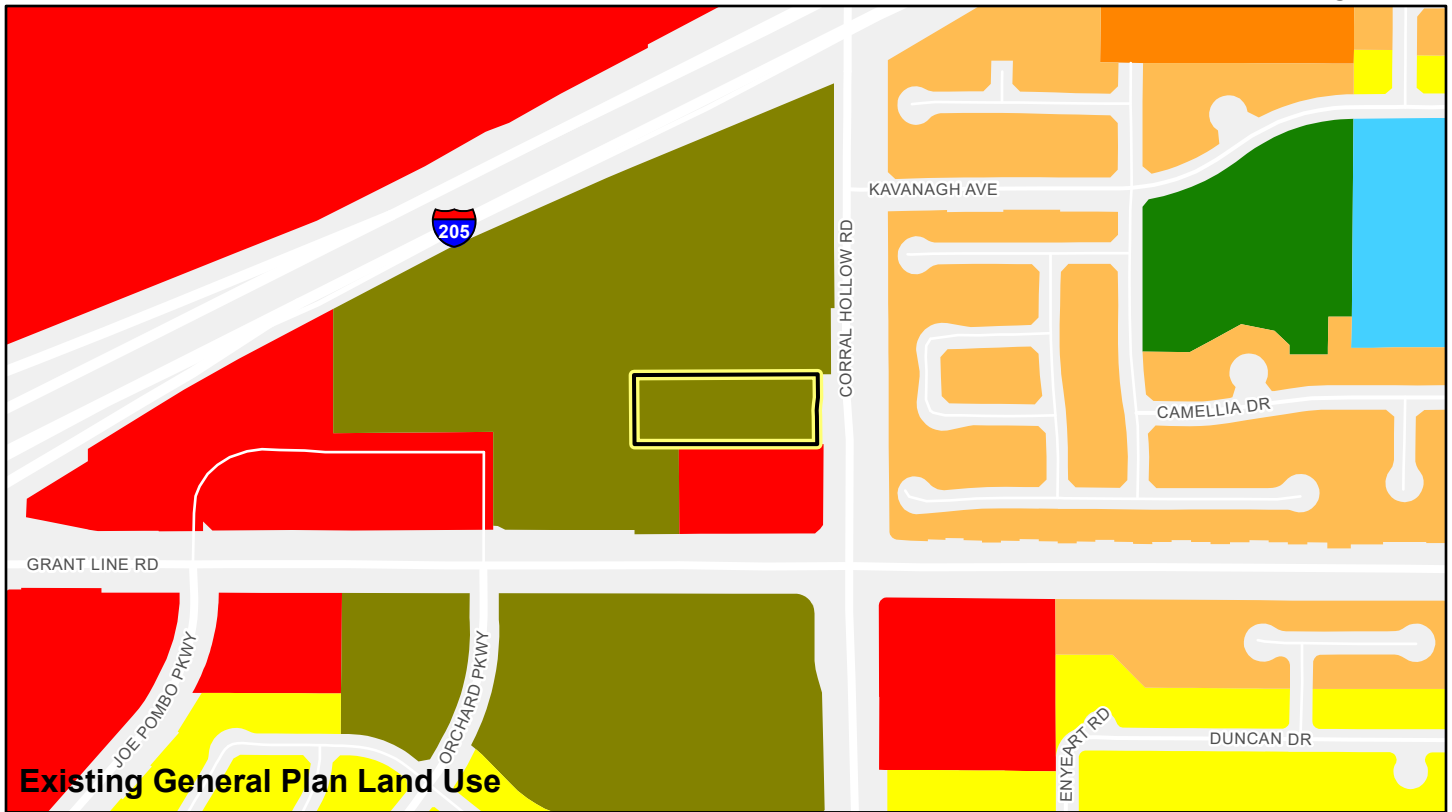 KAVANAGH AVE
205
CORRAL HOLLOW RD
CAMELLIA DR
GRANT LINE RD
JOE POMBO PKWY
ORCHARD PKWY
ENYEART RD
DUNCAN DR
Existing General Plan Land Use